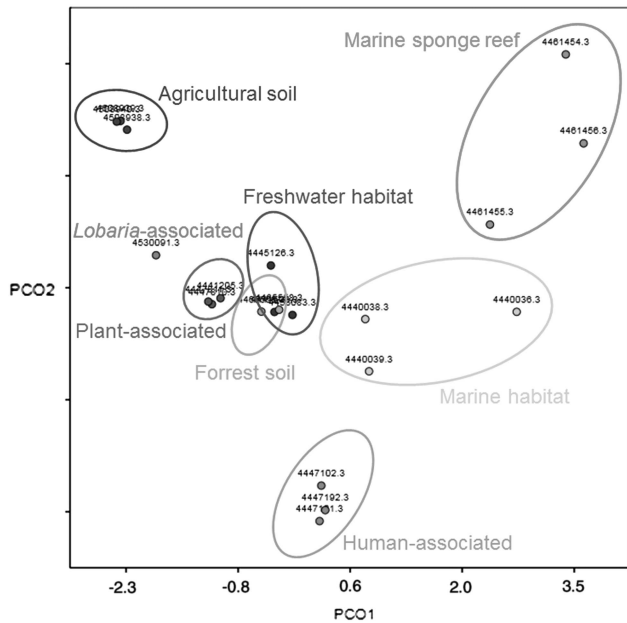 Marine sponge reef
4461454.3
Agricultural soil
4508938.3
4461456.3
Freshwater habitat
4461455.3
Lobaria-associated
4530091.3
4445126.3
4441205.3
PCO2
4440038.3
4440036.3
Plant-associated
Forrest soil
4440039.3
Marine habitat
4447102.3
4447192.3
Human-associated
-2.3 -0.8 0.6 2.0 3.5
PCO1